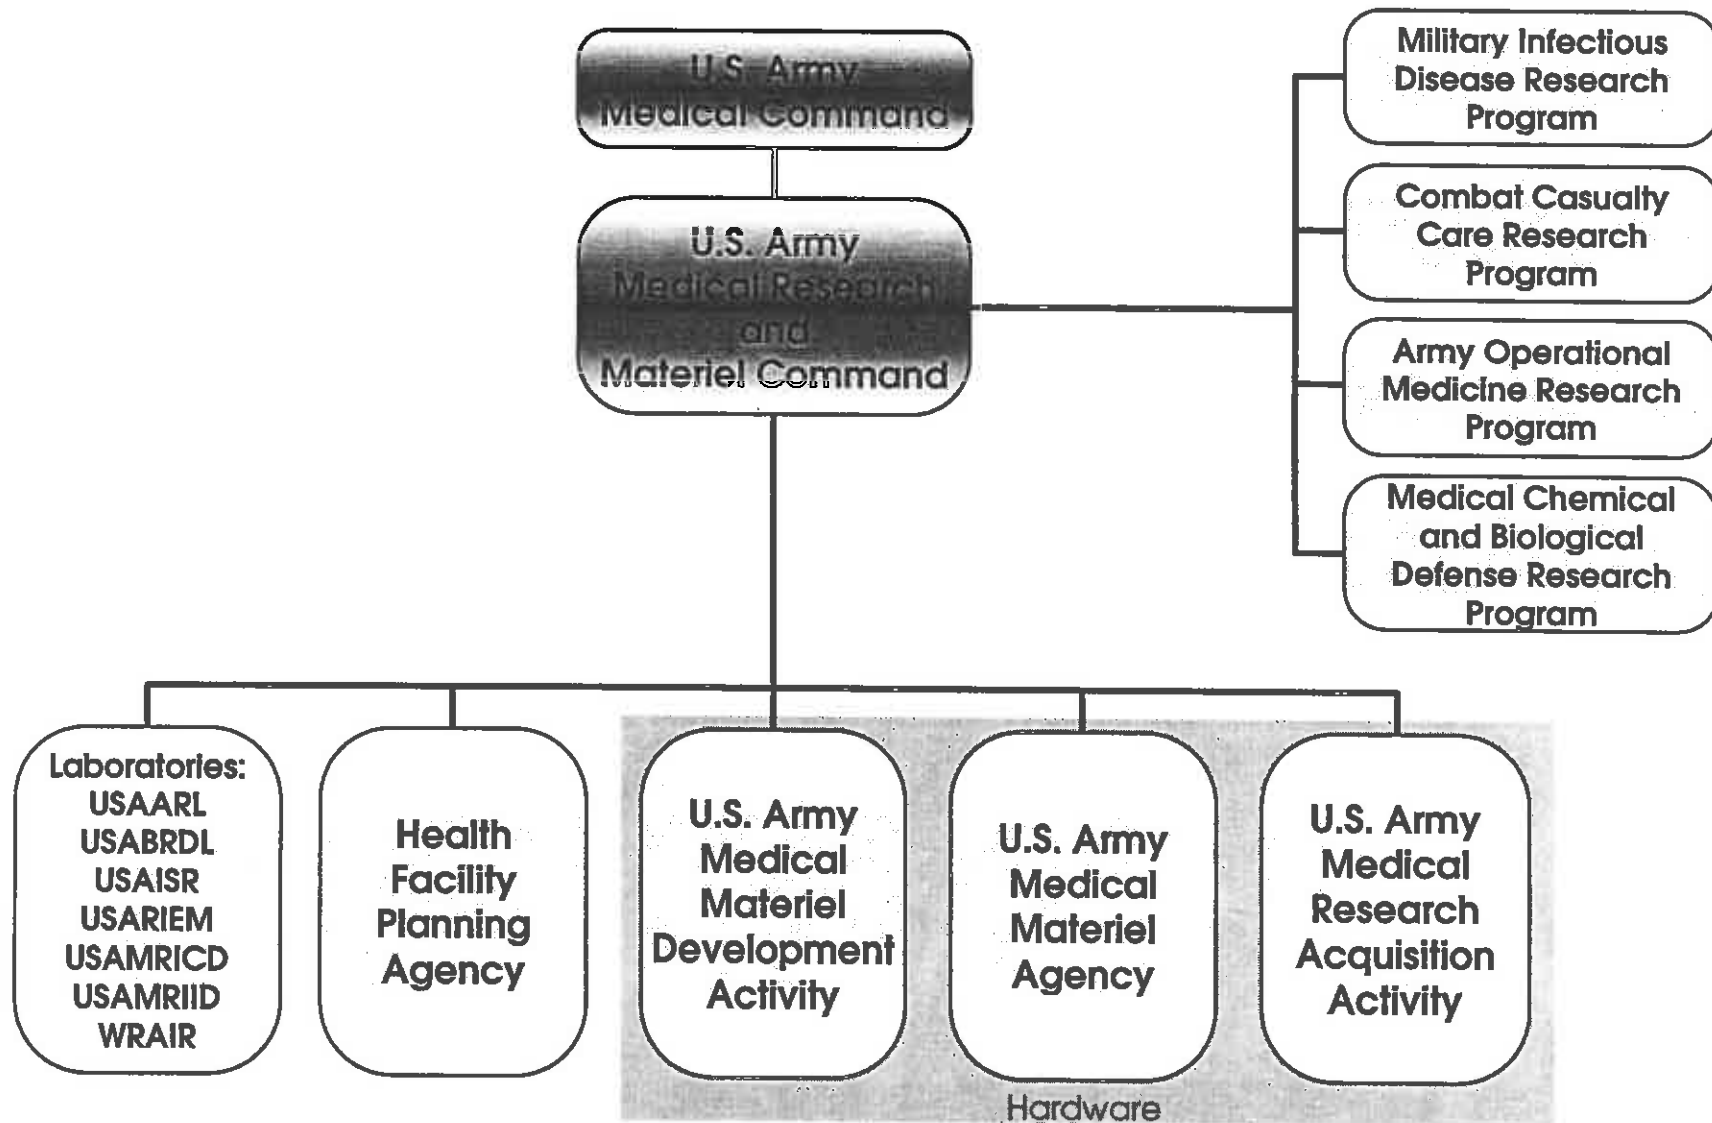 U.S. Army
Medical Command
U.S. Army
Medical Research
and
Materiel Command
Military Infectious
Disease Research
Program
Combat Casualty
Care Research
Program
Army Operational
Medicine Research
Program
Medical Chemical
and Biological
Defense Research
Program
Laboratories:
USAARL
USABRDL
USAISR
USARIEM
USAMRICD
USAMRIID
WRAIR
Health
Facility
Planning
Agency
U.S. Army
Medical
Materiel
Development
Activity
U.S. Army
Medical
Materiel
Agency
U.S. Army
Medical
Research
Acquisition
Activity
Hardware